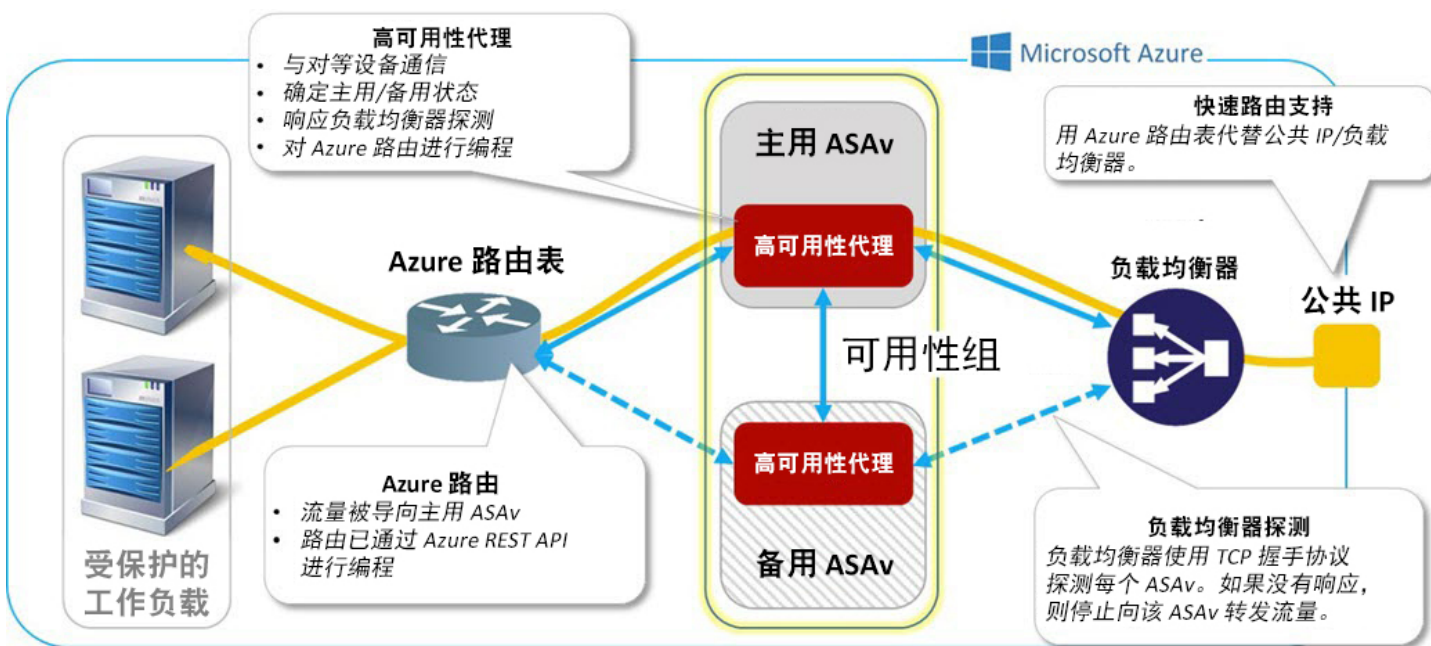 高可用性代理
• 与对等设备通信
• 确定主用/备用状态
• 响应负载均衡器探测
• 对 Azure 路由进行编程
Microsoft Azure
快速路由支持
用 Azure 路由表代替公共 IP/负载
均衡器。
主用 ASAv
高可用性代理
Azure 路由表
负载均衡器
公共 IP
可用性组
高可用性代理
备用 ASAv
Azure 路由
• 流量被导向主用 ASAv
• 路由已通过 Azure REST API
进行编程
受保护的
工作负载
负载均衡器探测
负载均衡器使用 TCP 握手协议
探测每个 ASAv。如果没有响应，
则停止向该 ASAv 转发流量。